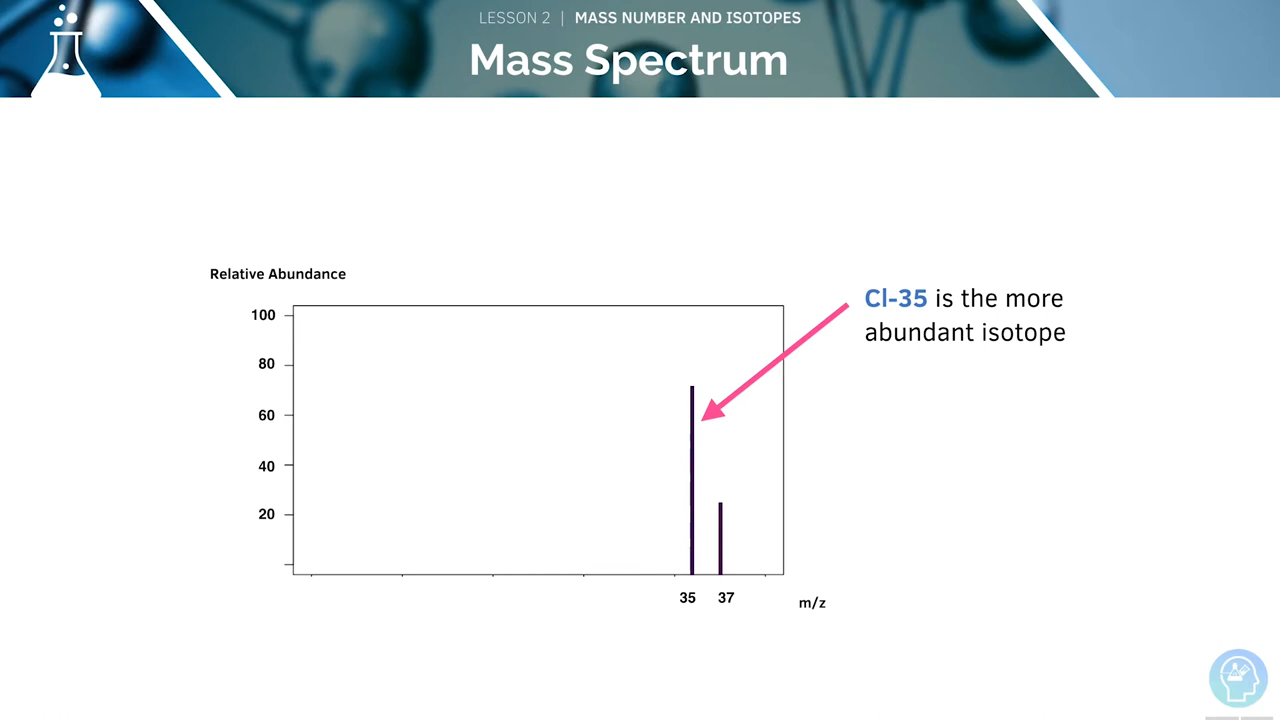 LESSON 2 | MASS NUMBER AND ISOTOPES
Mass Spectrum
Relative Abundance
100
80
60
40
20
Cl-35 is the more
abundant isotope
35 37
m/z